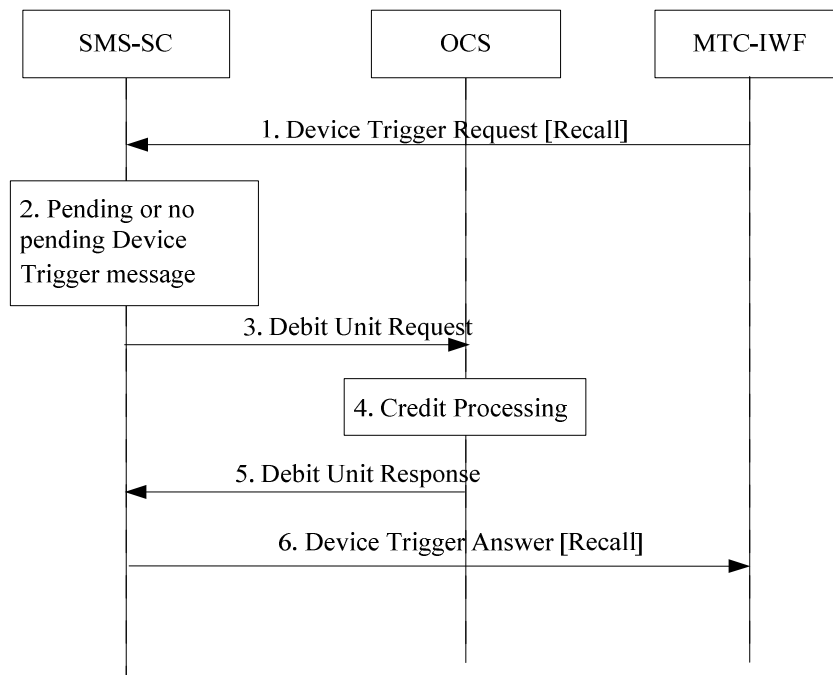 SMS-SC
OCS
MTC-IWF
1. Device Trigger Request [Recall]
2. Pending or no
pending Device
Trigger message
3. Debit Unit Request
4. Credit Processing
5. Debit Unit Response
6. Device Trigger Answer [Recall]